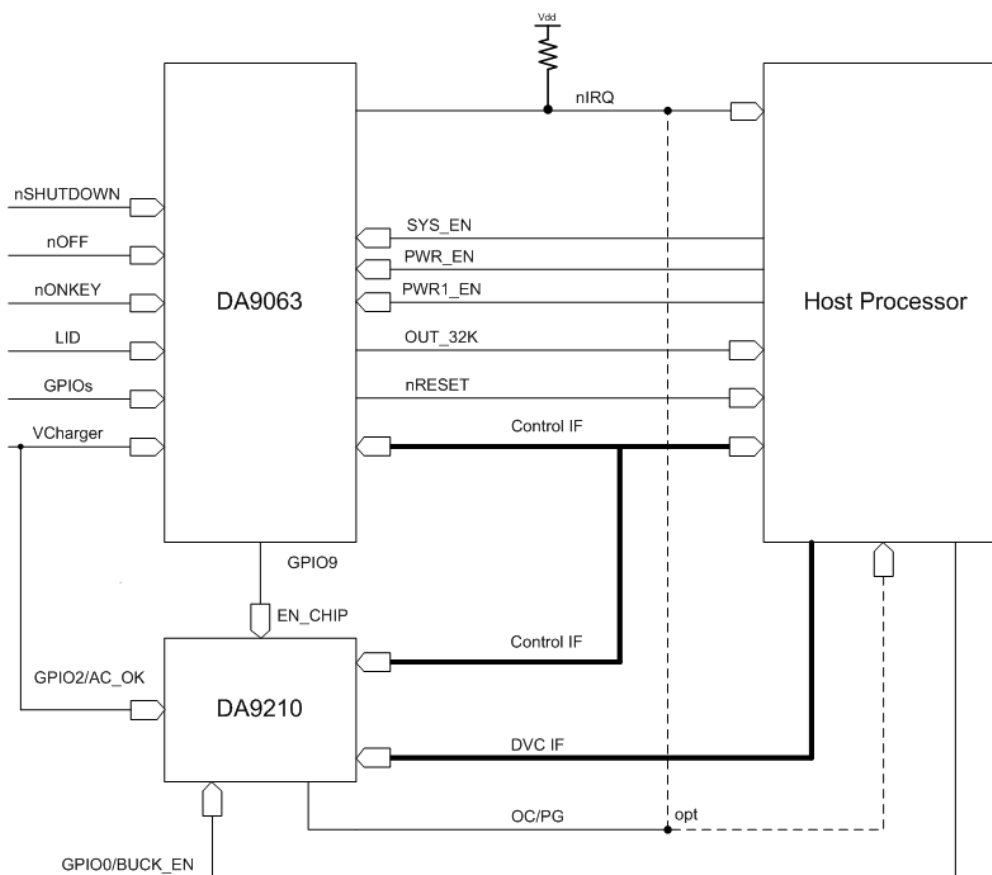 Vdd
nIRQ
nSHUTDOWN
SYS_EN
nOFF
PWR_EN
nONKEY
DA9063
PWR1_EN
Host Processor
LID
OUT_32K
GPIOs
nRESET
VCharger
Control IF
GPIO9
EN_CHIP
Control IF
GPIO2/AC_OK
DA9210
DVC IF
OC/PG
opt
GPIO0/BUCK_EN